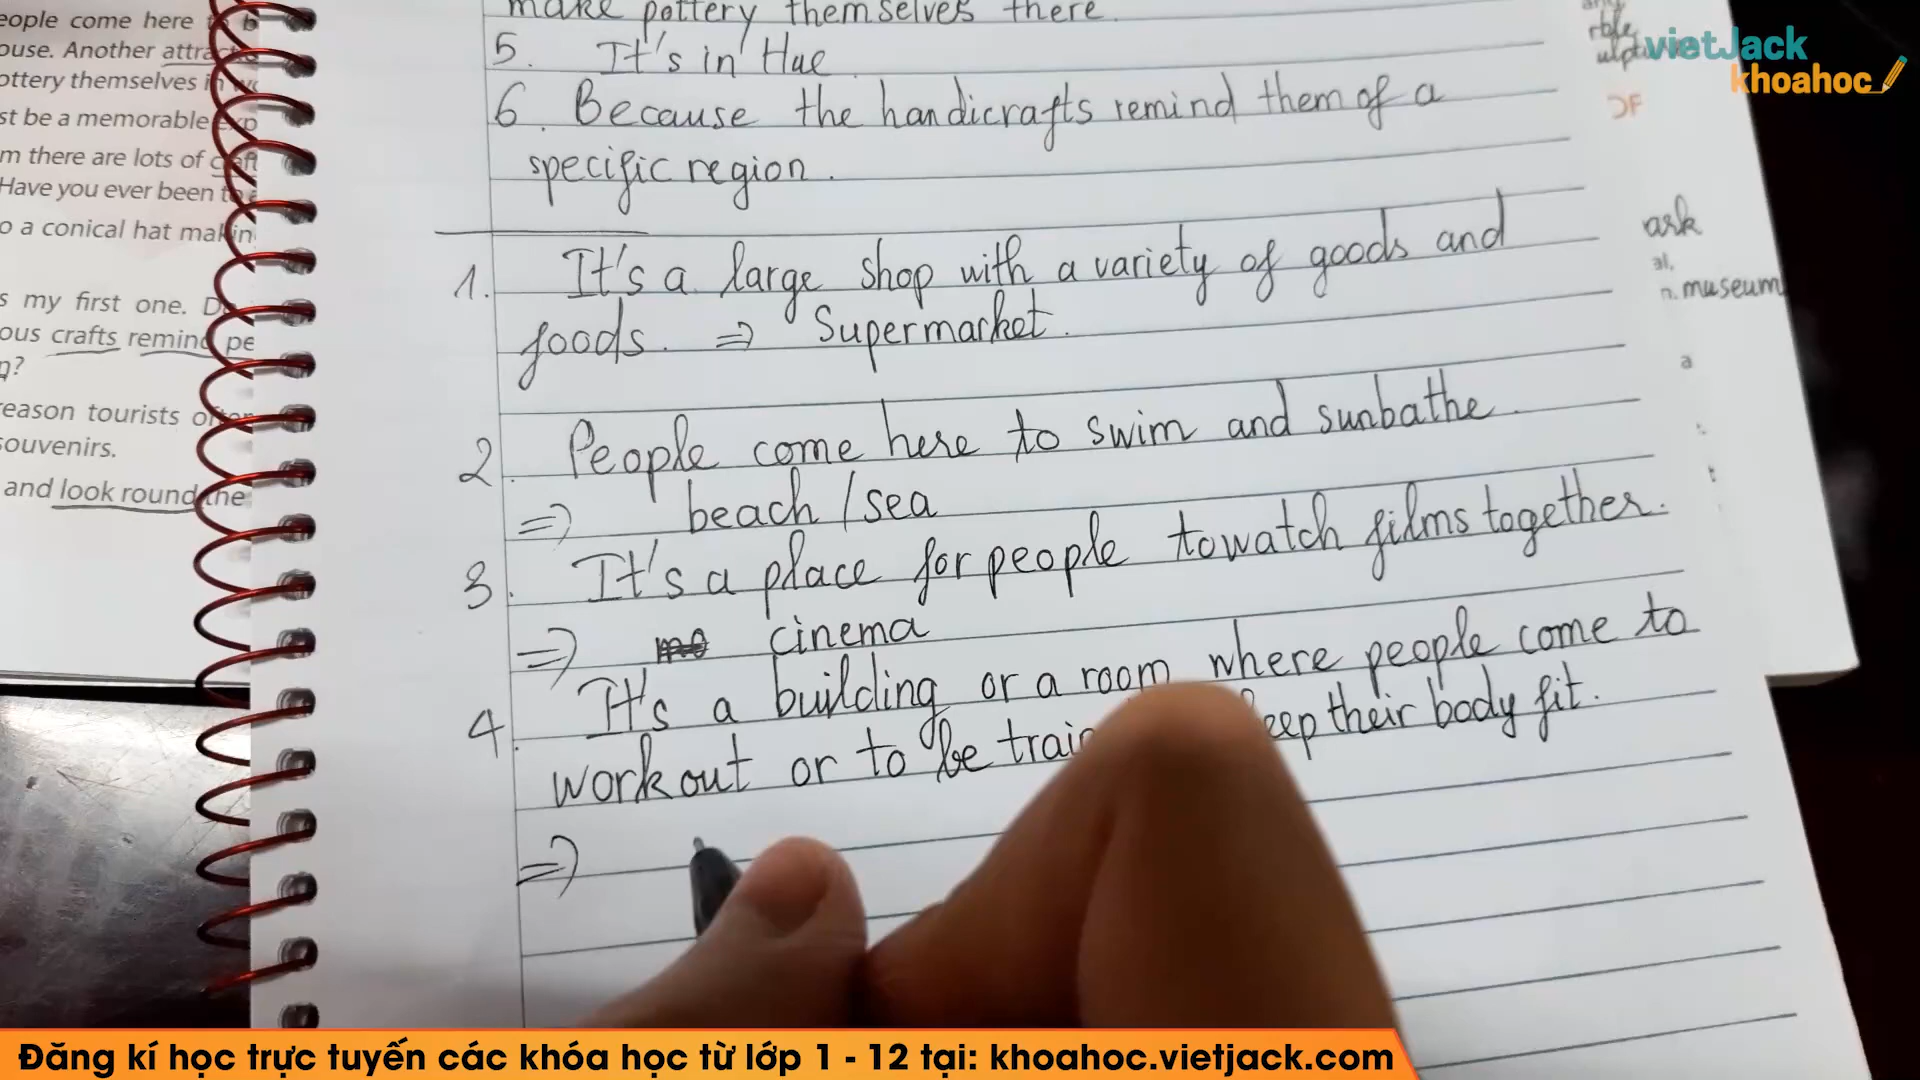 make pottery themselves there.
5. It's in Hue
6. Because the handicrafts remind them of a
specific region.
1. It's a large shop with a variety of goods and
foods. => Supermarket.
2. People come here to swim and sunbathe.
=> beach/sea
3. It's a place for people to watch films together.
=> cinema
4. It's a building or a room where people come to
work out or to be their body fit.
=>
eople come here
ouse. Another
ottery themselves
st be a memorable
m there are lots of
Have you ever been
o a conical hat
s my first one.
ous crafts remind pe
?
eason tourists
souvenirs.
and look round the
ask
n. museum
a
vietJack
khoahoc
Đăng kí học trực tuyến các khóa học từ lớp 1 - 12 tại: khoahoc.vietjack.com